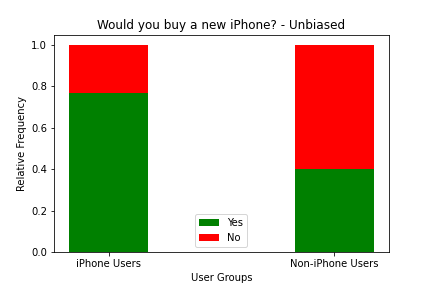 Would you buy a new iPhone? - Unbiased
Relative Frequency
1.0
0.8
0.6
0.4
0.2
0.0
Yes
No
iPhone Users
Non-iPhone Users
User Groups